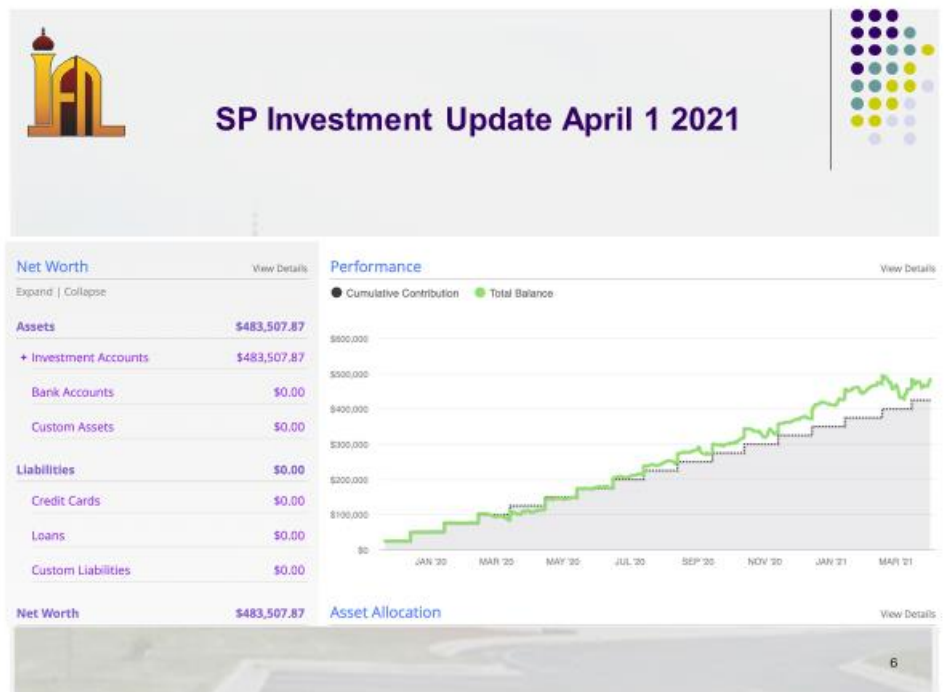 IFN
SP Investment Update April 1 2021
Net Worth View Details
Expand | Collapse
Assets $483,507.87
+ Investment Accounts $483,507.87
Bank Accounts $0.00
Custom Assets $0.00
Liabilities $0.00
Credit Cards $0.00
Loans $0.00
Custom Liabilities $0.00
Net Worth $483,507.87
Performance View Details
Cumulative Contribution Total Balance
$600,000
$500,000
$400,000
$300,000
$200,000
$100,000
$0
JAN '20 MAR '20 MAY '20 JUL '20 SEP '20 NOV '20 JAN '21 MAR '21
Asset Allocation View Details
6